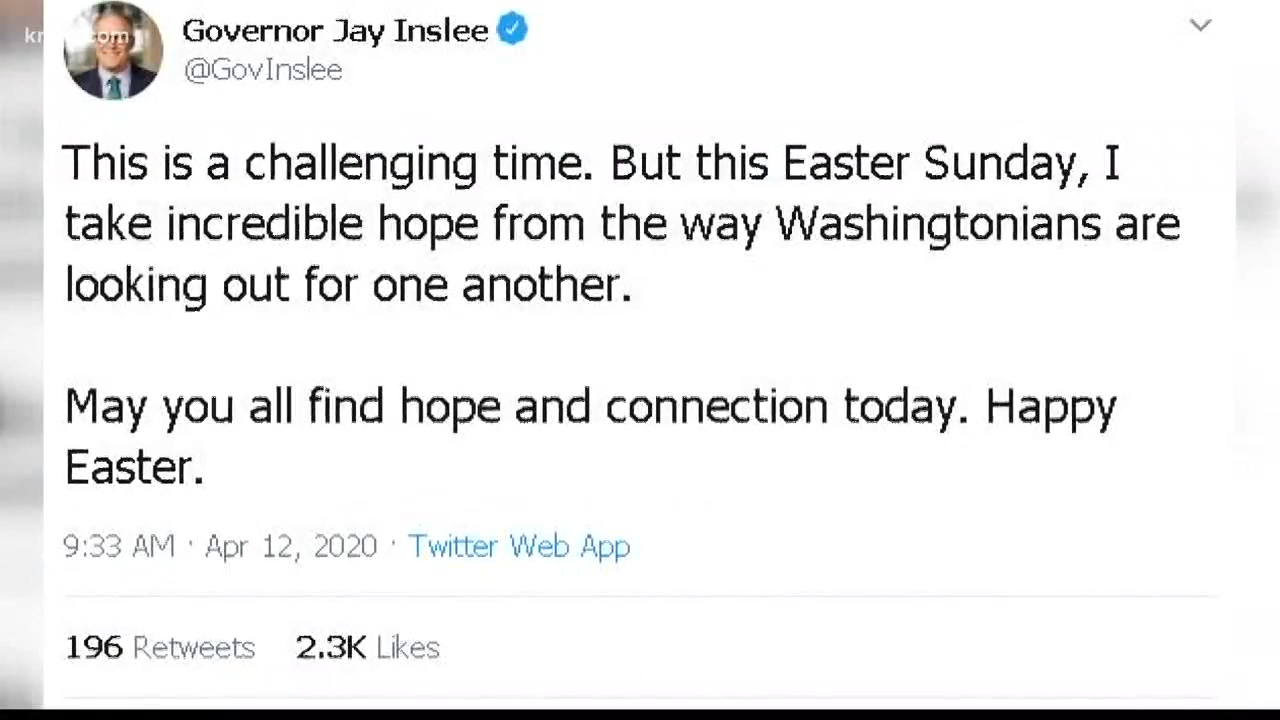 Governor Jay Inslee
@GovInslee
This is a challenging time. But this Easter Sunday, I
take incredible hope from the way Washingtonians are
looking out for one another.
May you all find hope and connection today. Happy
Easter.
9:33 AM · Apr 12, 2020 · Twitter Web App
196 Retweets 2.3K Likes